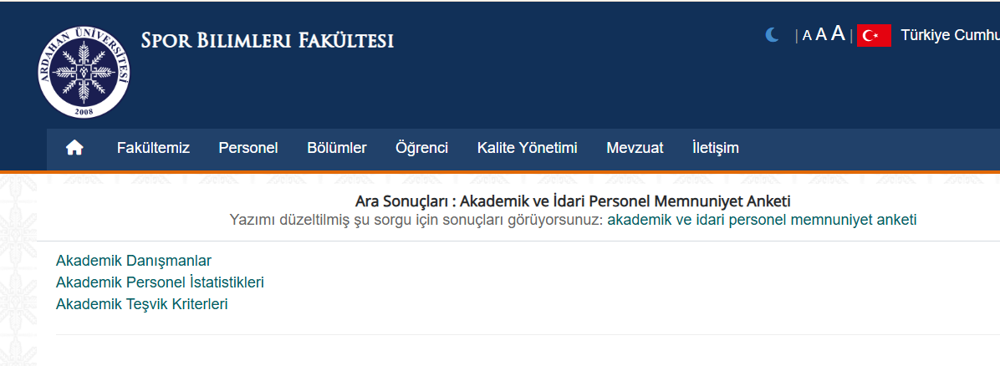 ARDAHAN ÜNİVERSİTESİ
2008
SPOR BILIMLERI FAKÜLTESI
| A A A | Türkiye Cumhu
Fakültemiz Personel Bölümler Öğrenci Kalite Yönetimi Mevzuat İletişim
Ara Sonuçları : Akademik ve İdari Personel Memnuniyet Anketi
Yazımı düzeltilmiş şu sorgu için sonuçları görüyorsunuz: akademik ve idari personel memnuniyet anketi
Akademik Danışmanlar
Akademik Personel İstatistikleri
Akademik Teşvik Kriterleri